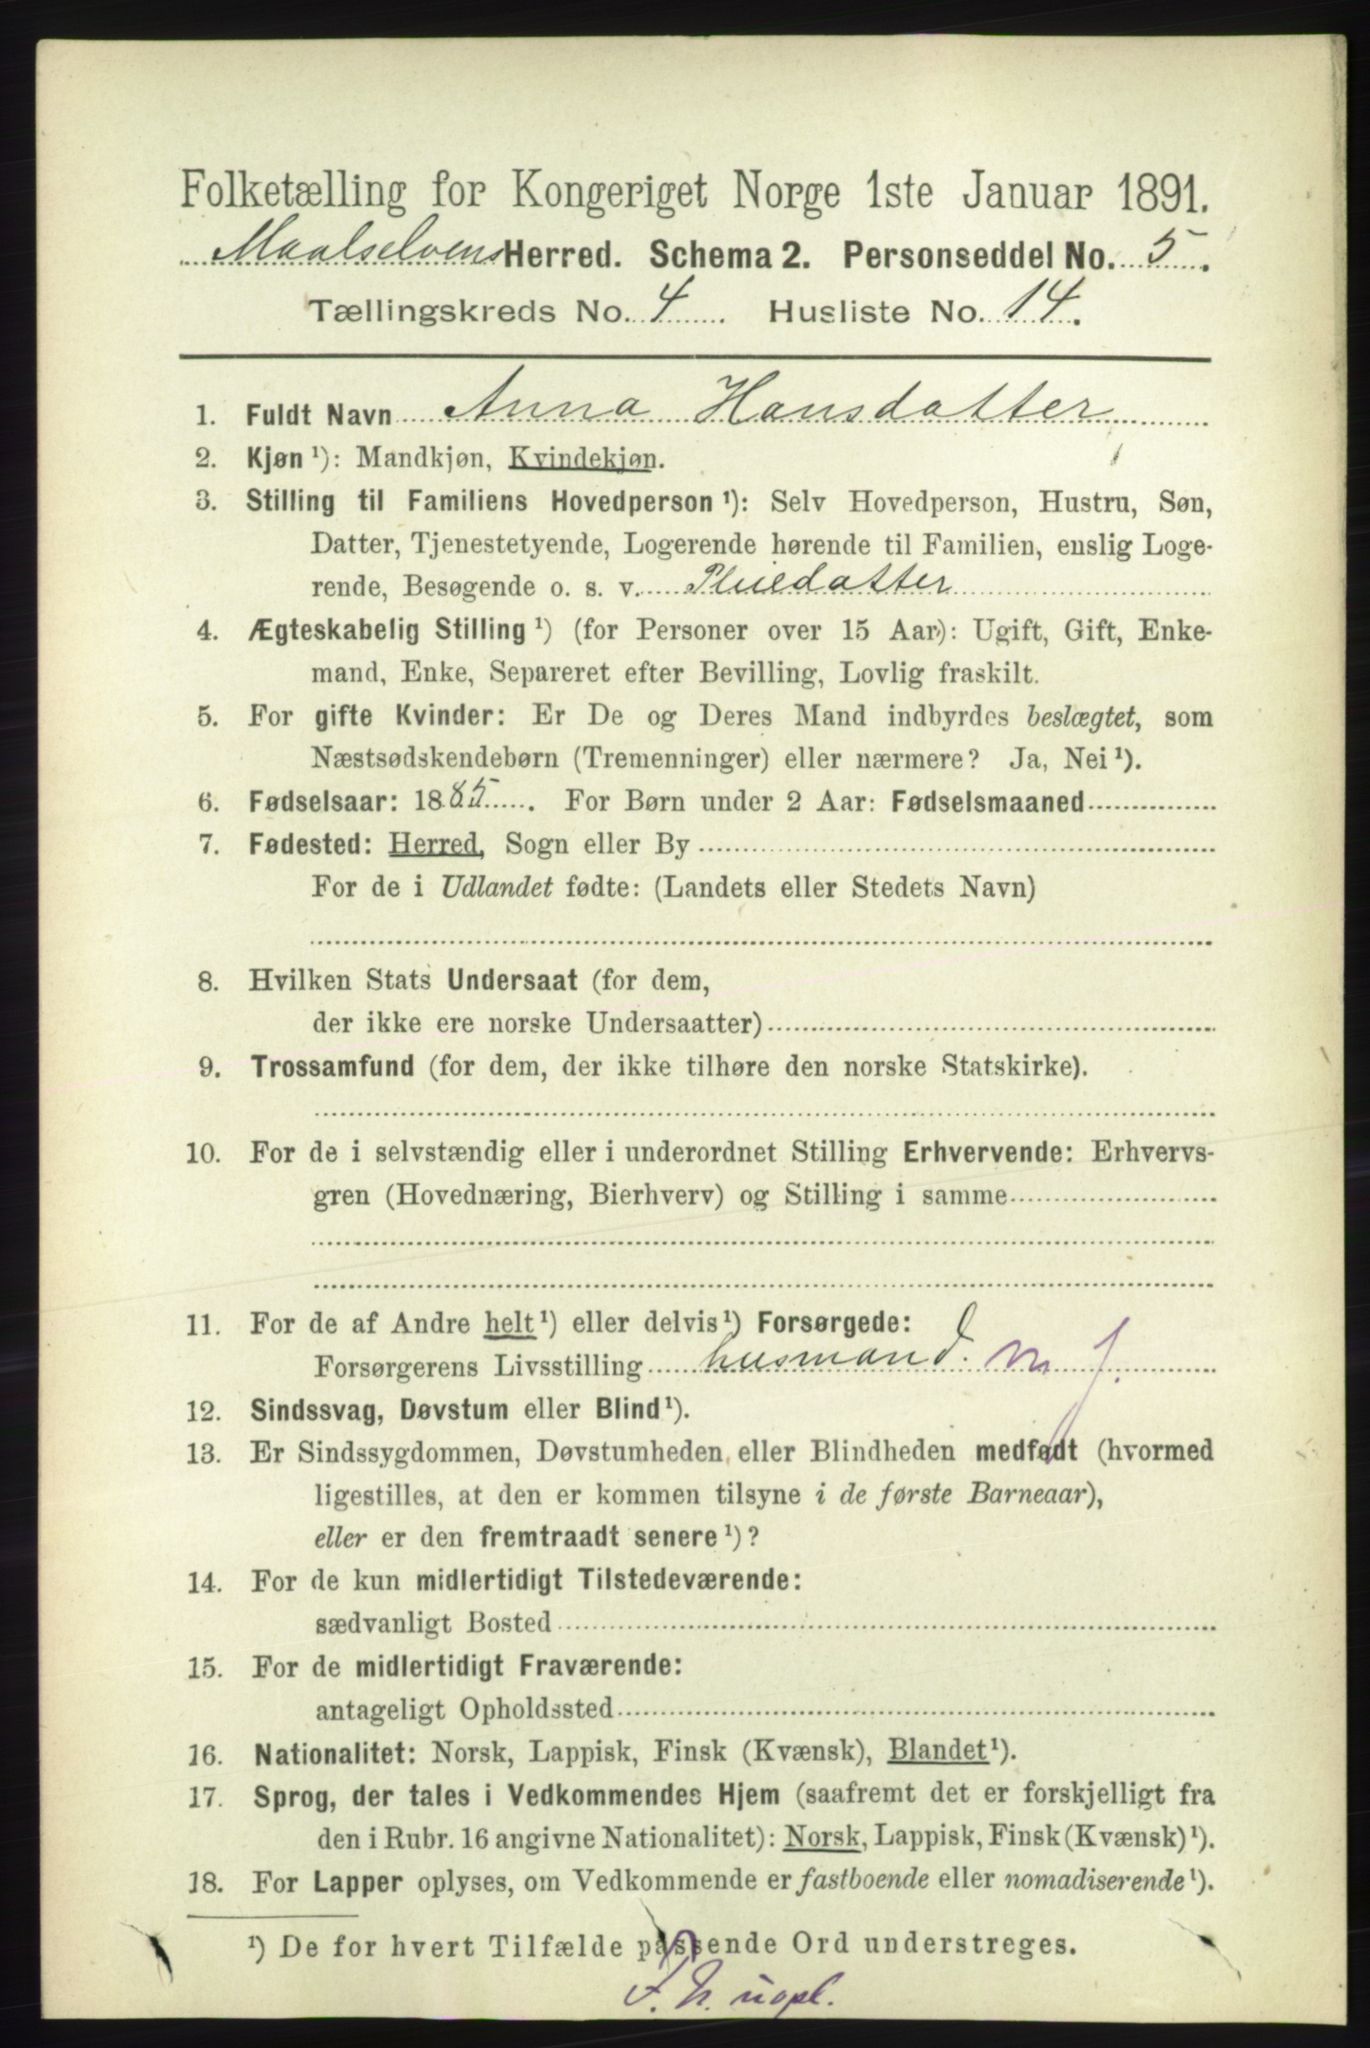 Folketælling for Kongeriget Norge 1ste Januar 1891.
Maalselvens Herred. Schema 2. Personseddel No. 5.
Tællingskreds No. 4. Husliste No. 14.
1. Fuldt Navn Anna Hansdatter
2. Kjøn ¹): Mandkjøn, Kvindekjøn.
3. Stilling til Familiens Hovedperson ¹): Selv Hovedperson, Hustru, Søn,
Datter, Tjenestetyende, Logerende hørende til Familien, enslig Loge-
rende, Besøgende o. s. v. Pleiedatter
4. Ægteskabelig Stilling ¹) (for Personer over 15 Aar): Ugift, Gift, Enke-
mand, Enke, Separeret efter Bevilling, Lovlig fraskilt.
5. For gifte Kvinder: Er De og Deres Mand indbyrdes beslægtet, som
Næstsødskendebørn (Tremenninger) eller nærmere? Ja, Nei ¹).
6. Fødselsaar: 1885. For Børn under 2 Aar: Fødselsmaaned
7. Fødested: Herred, Sogn eller By
For de i Udlandet fødte: (Landets eller Stedets Navn)
8. Hvilken Stats Undersaat (for dem,
der ikke ere norske Undersaatter)
9. Trossamfund (for dem, der ikke tilhøre den norske Statskirke).
10. For de i selvstændig eller i underordnet Stilling Erhvervende: Erhvervs-
gren (Hovednæring, Bierhverv) og Stilling i samme
11. For de af Andre helt ¹) eller delvis ¹) Forsørgede:
Forsørgerens Livsstilling husmand. m. j.
12. Sindssvag, Døvstum eller Blind ¹).
13. Er Sindssygdommen, Døvstumheden eller Blindheden medfødt (hvormed
ligestilles, at den er kommen tilsyne i de første Barneaar),
eller er den fremtraadt senere ¹)?
14. For de kun midlertidigt Tilstedeværende:
sædvanligt Bosted
15. For de midlertidigt Fraværende:
antageligt Opholdssted
16. Nationalitet: Norsk, Lappisk, Finsk (Kvænsk), Blandet ¹).
17. Sprog, der tales i Vedkommendes Hjem (saafremt det er forskjelligt fra
den i Rubr. 16 angivne Nationalitet): Norsk, Lappisk, Finsk (Kvænsk) ¹).
18. For Lapper oplyses, om Vedkommende er fastboende eller nomadiserende ¹).
¹) De for hvert Tilfælde passende Ord understreges.
F. N. uopl.